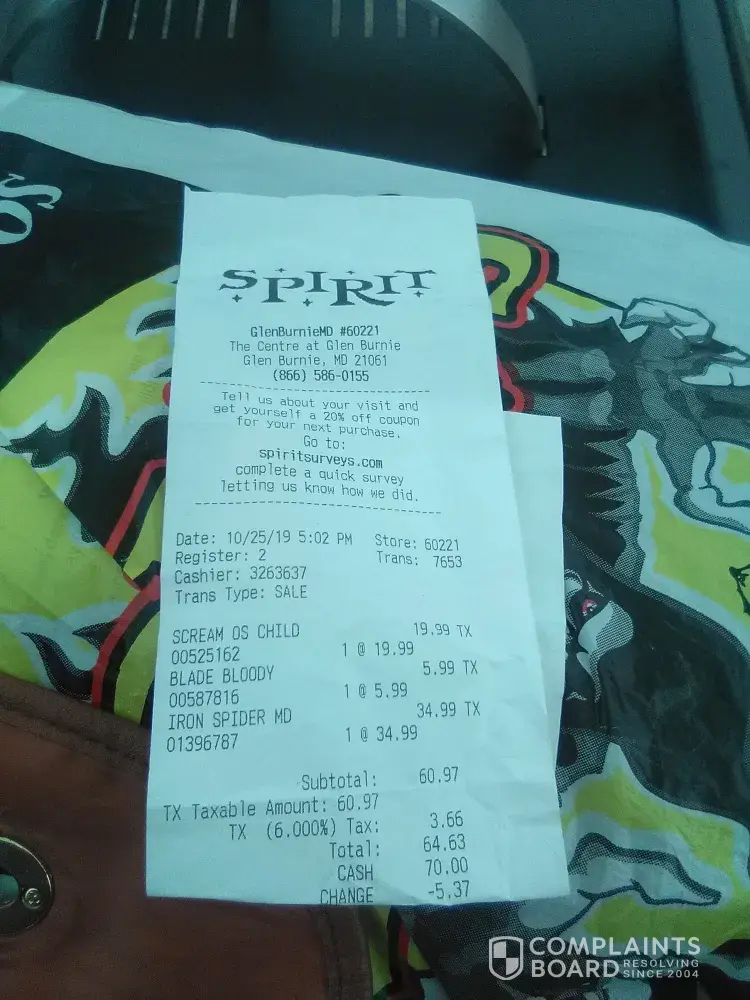 SO
SPIRIT
GlenBurnieMD #60221
The Centre at Glen Burnie
Glen Burnie, MD 21061
(866) 586-0155
Tell us about your visit and
get yourself a 20% off coupon
for your next purchase.
Go to:
spiritsurveys.com
complete a quick survey
letting us know how we did.
Date: 10/25/19 5:02 PM Store: 60221
Register: 2 Trans: 7653
Cashier: 3263637
Trans Type: SALE
SCREAM OS CHILD 19.99 TX
00525162 1 @ 19.99
BLADE BLOODY 5.99 TX
00587816 1 @ 5.99
IRON SPIDER MD 34.99 TX
01396787 1 @ 34.99
Subtotal: 60.97
TX Taxable Amount: 60.97
TX (6.000%) Tax: 3.66
Total: 64.63
CASH 70.00
CHANGE -5.37
COMPLAINTS
BOARD RESOLVING
SINCE 2004